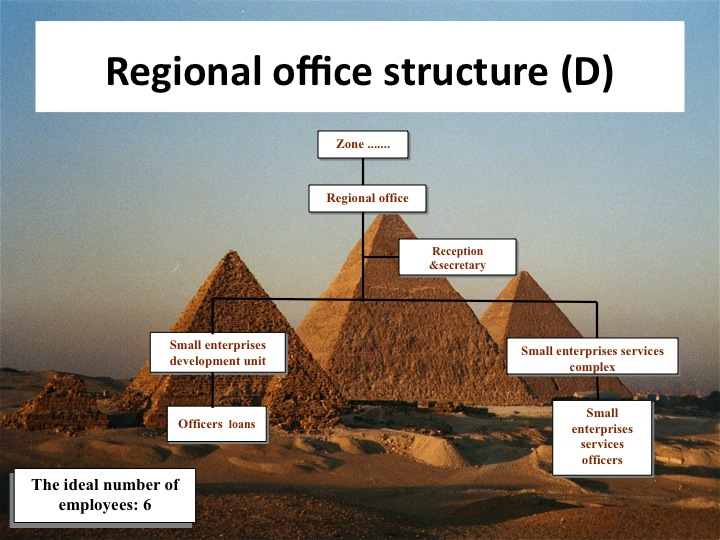 Regional office structure (D)
Zone .......
Regional office
Reception
&secretary
Small enterprises
development unit
Small enterprises services
complex
Officers loans
Small
enterprises
services
officers
The ideal number of
employees: 6